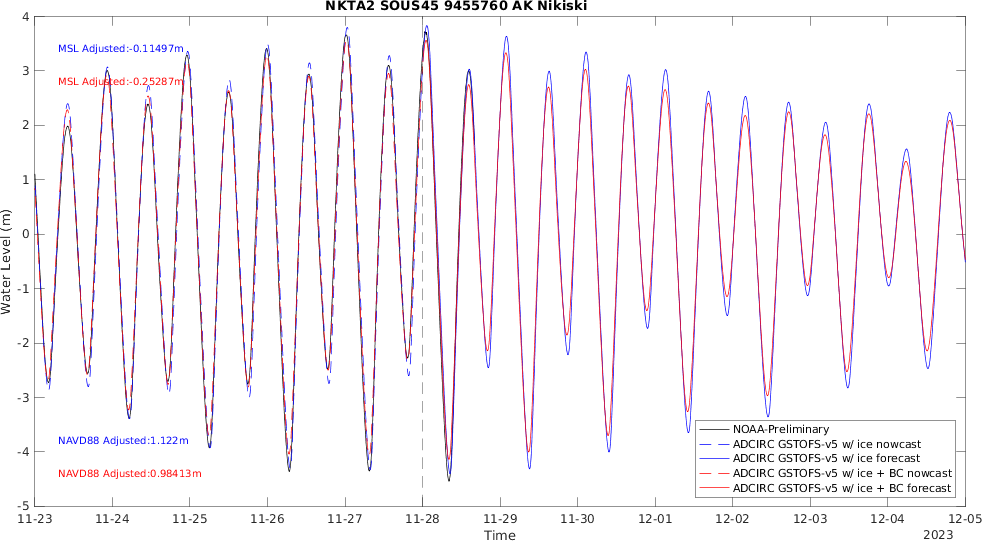 NKTA2 SOUS45 9455760 AK Nikiski
Water Level (m)
4
3
2
1
0
-1
-2
-3
-4
-5
MSL Adjusted:-0.11497m
MSL Adjusted:-0.25287m
NAVD88 Adjusted:1.122m
NAVD88 Adjusted:0.98413m
NOAA-Preliminary
ADCIRC GSTOFS-v5 w/ ice nowcast
ADCIRC GSTOFS-v5 w/ ice forecast
ADCIRC GSTOFS-v5 w/ ice + BC nowcast
ADCIRC GSTOFS-v5 w/ ice + BC forecast
11-23 11-24 11-25 11-26 11-27 11-28 11-29 11-30 12-01 12-02 12-03 12-04 12-05
Time
2023